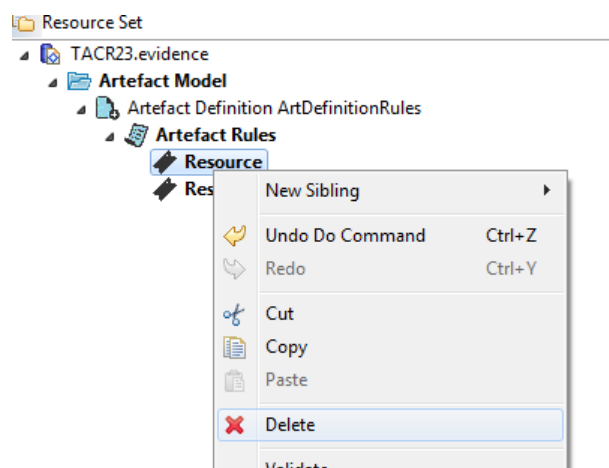 Resource Set
TACR23.evidence
Artefact Model
Artefact Definition ArtDefinitionRules
Artefact Rules
Resource
Res
New Sibling
Undo Do Command Ctrl+Z
Redo Ctrl+Y
Cut
Copy
Paste
Delete
Validate